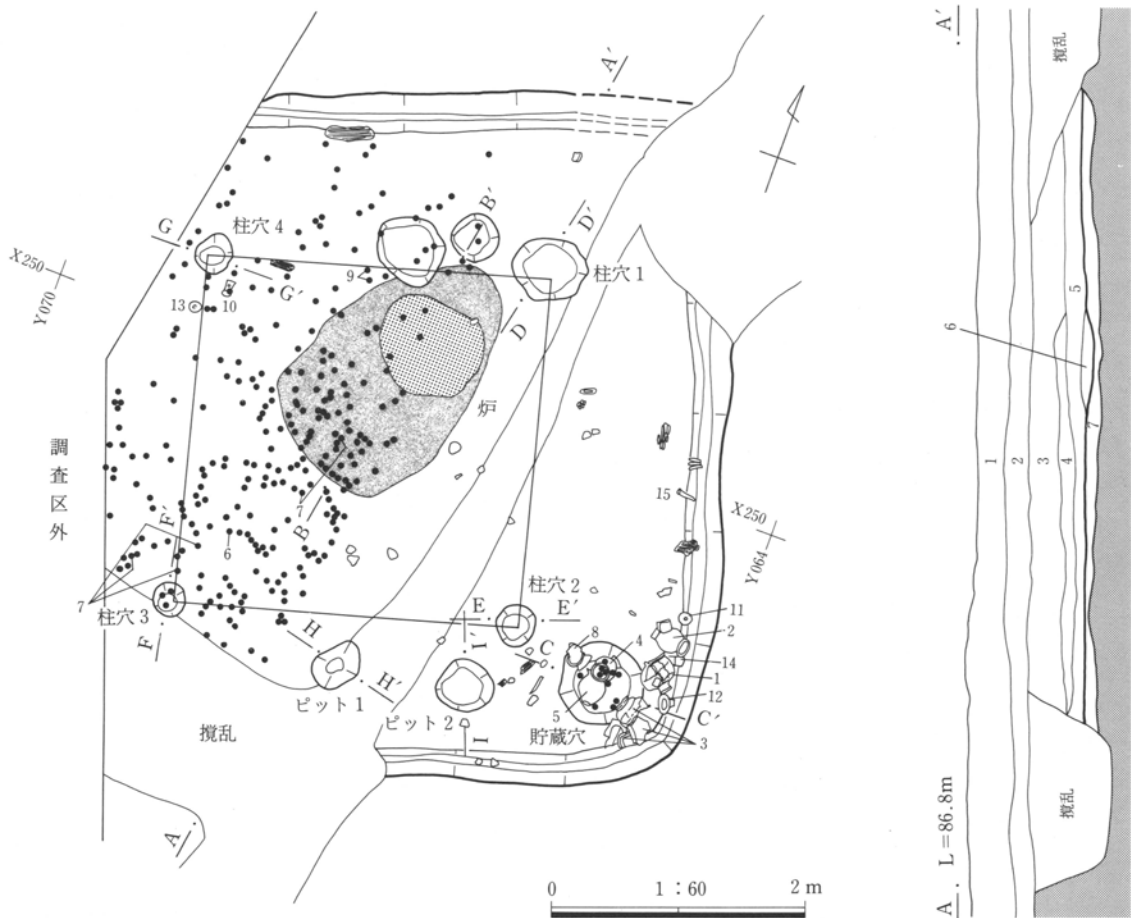 A′
B′
D′
G
柱穴4
柱穴1
X250
Y070
9
G′
13
10
D
炉
調査区外
7
B
15
X250
Y064
F′
6
7
柱穴3
F
柱穴2
E
E′
I′
H
C
8
4
11
2
14
1
12
C′
H′
ピット1
ピット2
5
貯蔵穴
3
I
攪乱
A
0
1：60
2 m
A′
攪乱
6
5
1
2
3
4
7
攪乱
A . L＝86.8m